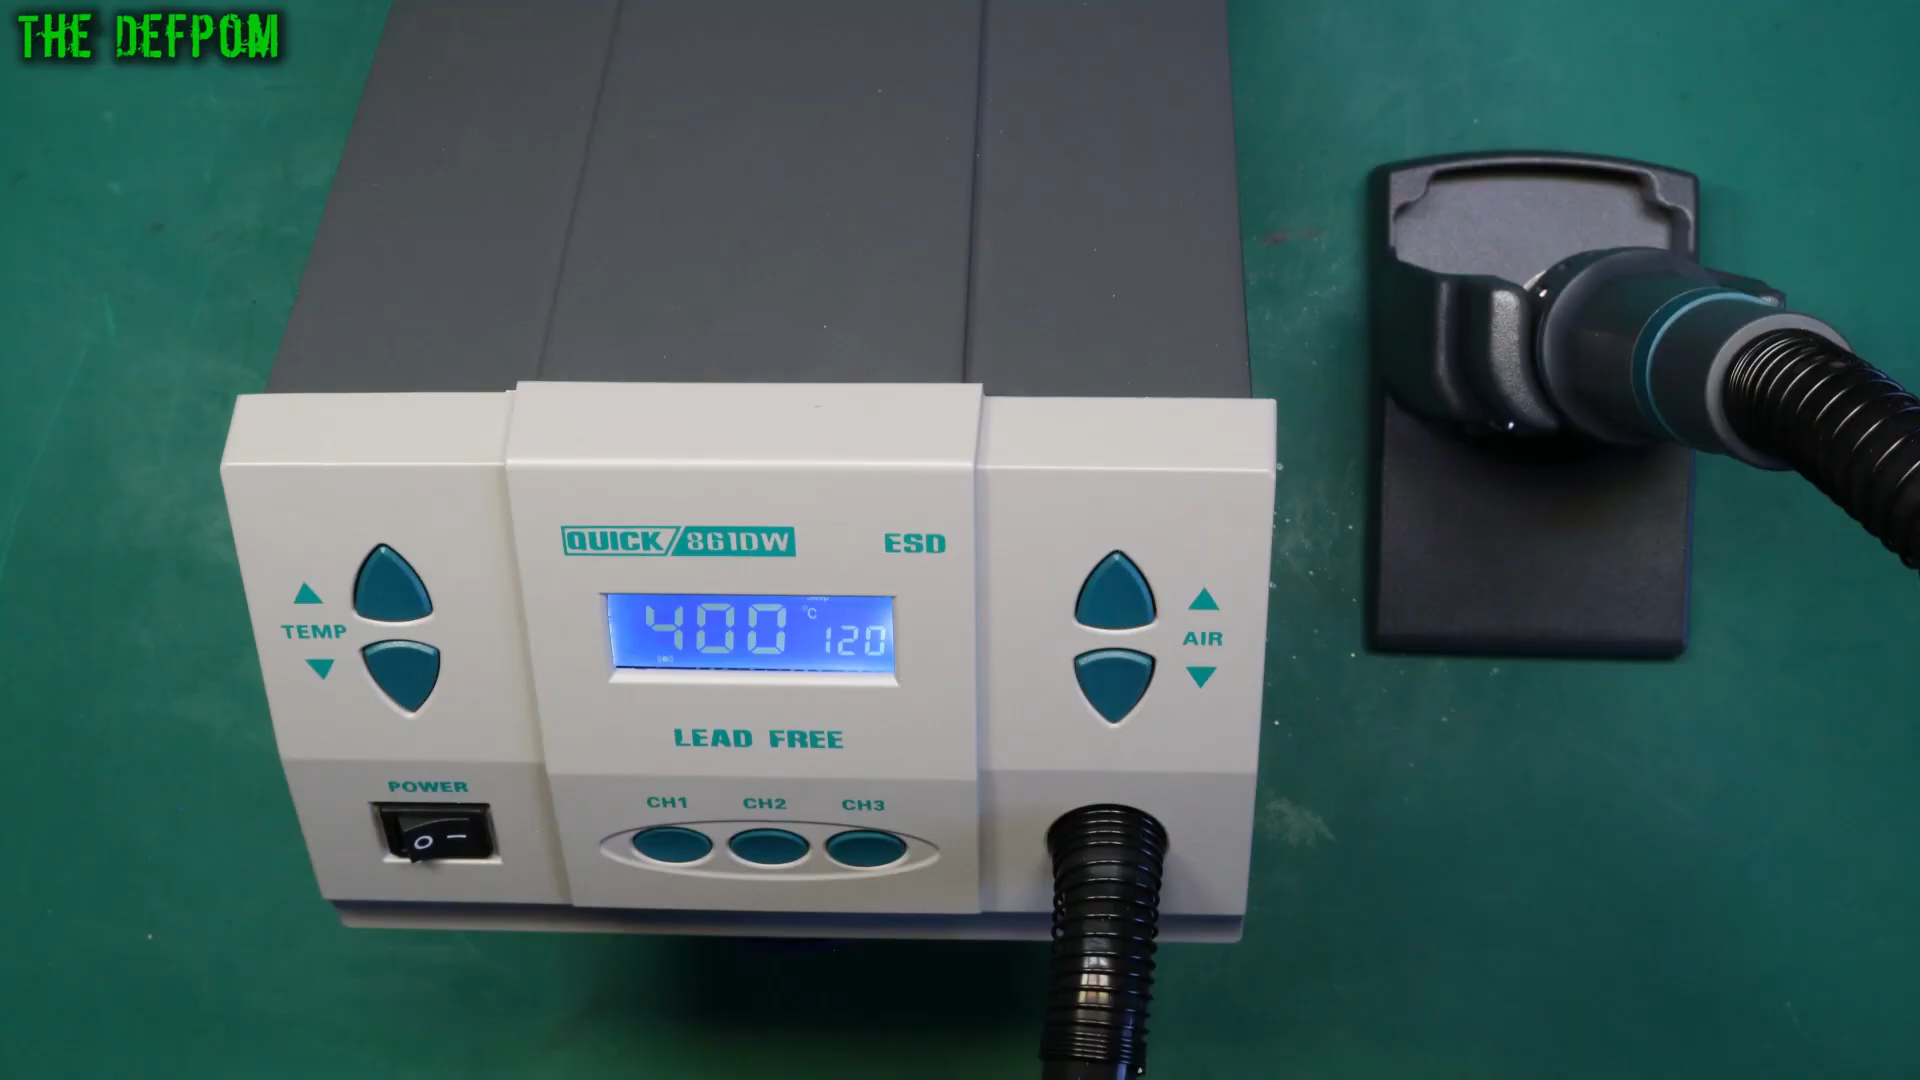 THE DEFPOM
QUICK/861DW ESD
TEMP
400 °C 120
AIR
LEAD FREE
POWER
CH1 CH2 CH3